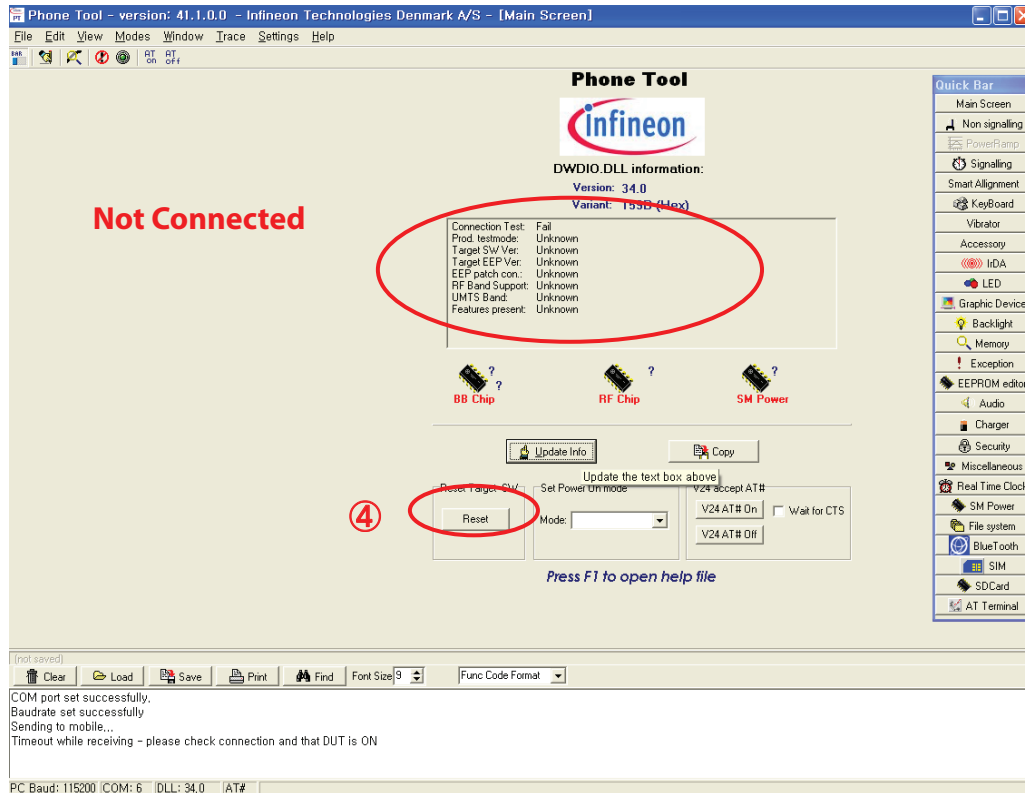 Phone Tool - version: 41.1.0.0 - Infineon Technologies Denmark A/S - [Main Screen]
File Edit View Modes Window Trace Settings Help
BAR AT on AT off
Phone Tool
infineon
DWDIO.DLL information:
Version: 34.0
Variant: T59B (Hex)
Not Connected
Connection Test: Fail
Prod. testmode: Unknown
Target SW Ver: Unknown
Target EEP Ver: Unknown
EEP patch con.: Unknown
RF Band Support: Unknown
UMTS Band: Unknown
Features present: Unknown
? ? ? ?
BB Chip RF Chip SM Power
Update Info Copy
Update the text box above
Reset Target SW Set Power On mode V24 accept AT#
④ Reset Mode: V24 AT# On Wait for CTS
V24 AT# Off
Press F1 to open help file
Quick Bar
Main Screen
Non signalling
PowerRamp
Signalling
Smart Allignment
KeyBoard
Vibrator
Accessory
IrDA
LED
Graphic Device
Backlight
Memory
Exception
EEPROM editor
Audio
Charger
Security
Miscellaneous
Real Time Clock
SM Power
File system
BlueTooth
SIM
SDCard
AT Terminal
(not saved)
Clear Load Save Print Find Font Size 9 Func Code Format
COM port set successfully,
Baudrate set successfully
Sending to mobile,,,
Timeout while receiving - please check connection and that DUT is ON
PC Baud: 115200 COM: 6 DLL: 34,0 AT#